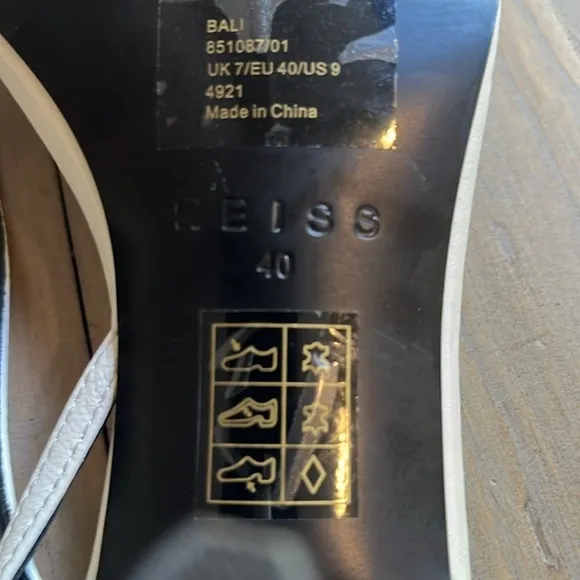 BALI
851087/01
UK 7/EU 40/US 9
4921
Made in China
REISS
40